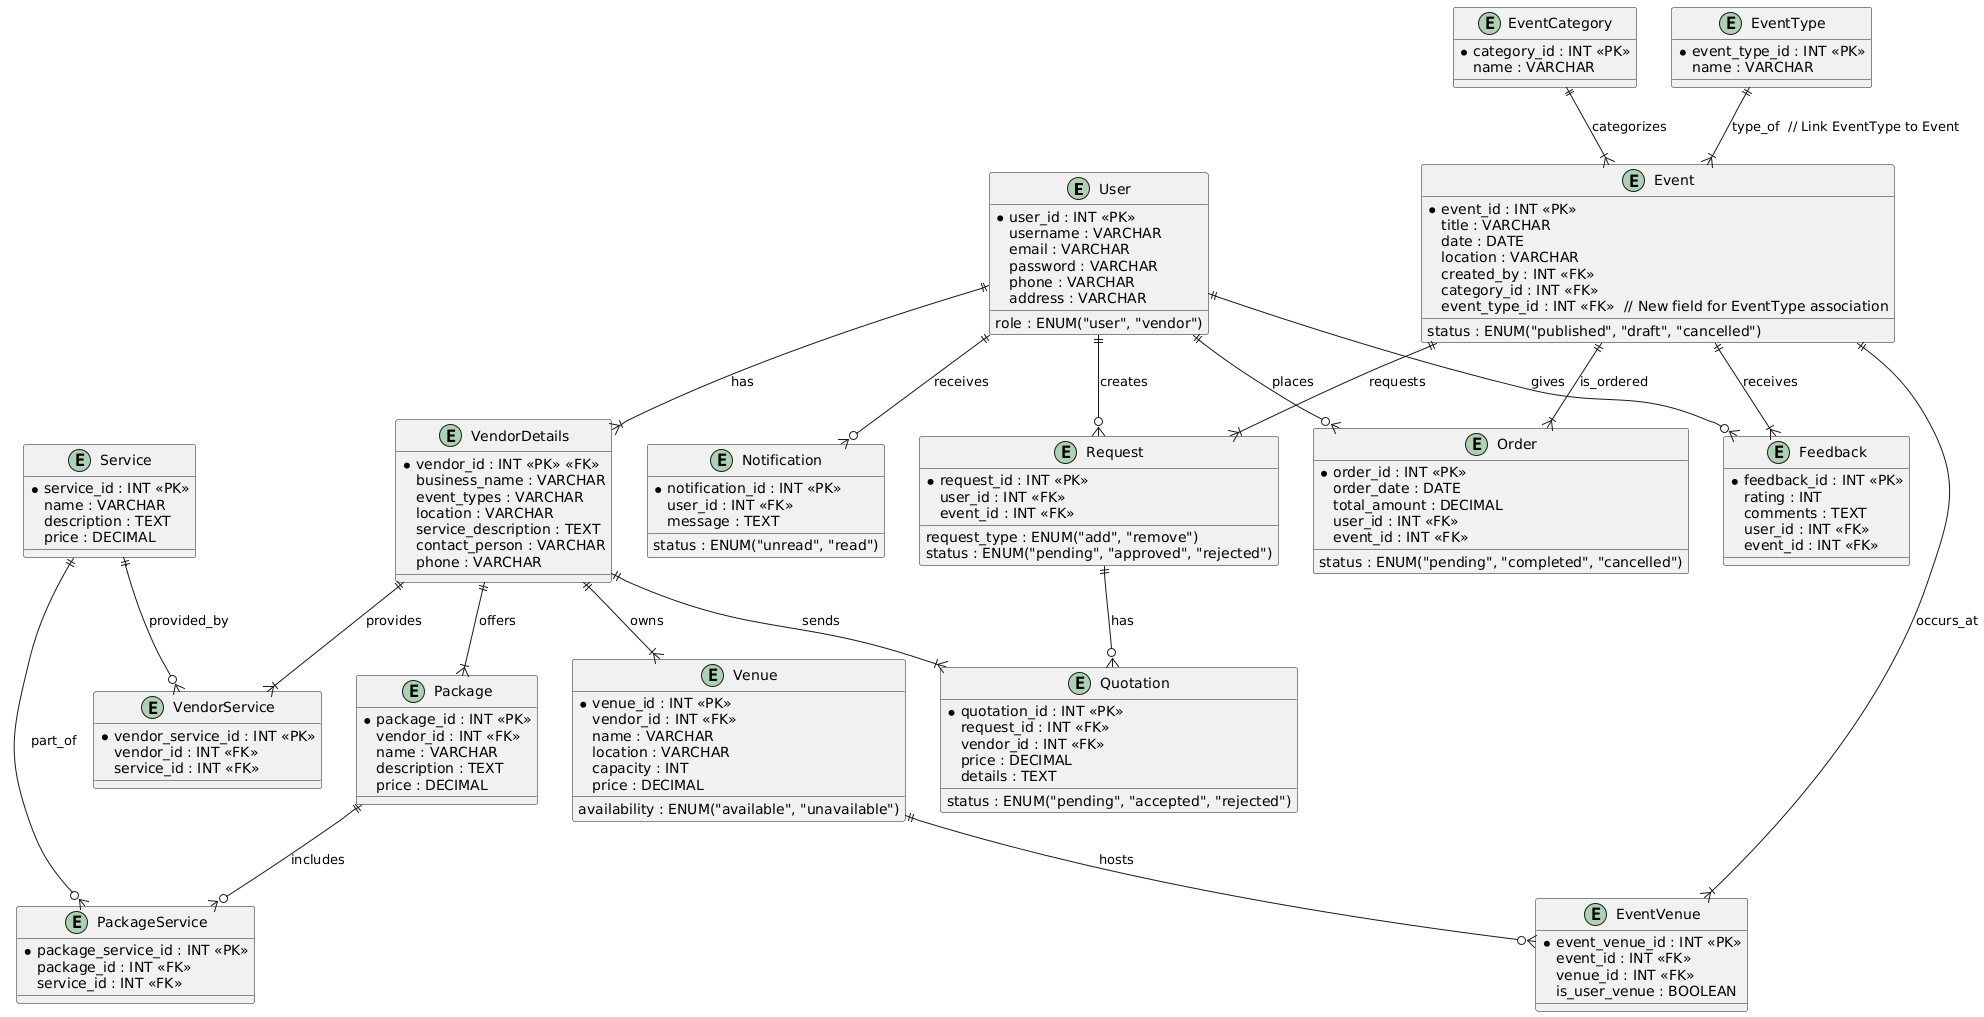 EventCategory
* category_id : INT «PK»
name : VARCHAR
EventType
* event_type_id : INT «PK»
name : VARCHAR
categorizes
type_of // Link EventType to Event
User
* user_id : INT «PK»
username : VARCHAR
email : VARCHAR
password : VARCHAR
phone : VARCHAR
address : VARCHAR
role : ENUM("user", "vendor")
Event
* event_id : INT «PK»
title : VARCHAR
date : DATE
location : VARCHAR
created_by : INT «FK»
category_id : INT «FK»
event_type_id : INT «FK» // New field for EventType association
status : ENUM("published", "draft", "cancelled")
has
receives
creates
places
requests
gives
is_ordered
receives
Service
* service_id : INT «PK»
name : VARCHAR
description : TEXT
price : DECIMAL
VendorDetails
* vendor_id : INT «PK» «FK»
business_name : VARCHAR
event_types : VARCHAR
location : VARCHAR
service_description : TEXT
contact_person : VARCHAR
phone : VARCHAR
Notification
* notification_id : INT «PK»
user_id : INT «FK»
message : TEXT
status : ENUM("unread", "read")
Request
* request_id : INT «PK»
user_id : INT «FK»
event_id : INT «FK»
request_type : ENUM("add", "remove")
status : ENUM("pending", "approved", "rejected")
Order
* order_id : INT «PK»
order_date : DATE
total_amount : DECIMAL
user_id : INT «FK»
event_id : INT «FK»
status : ENUM("pending", "completed", "cancelled")
Feedback
* feedback_id : INT «PK»
rating : INT
comments : TEXT
user_id : INT «FK»
event_id : INT «FK»
provided_by
provides
offers
owns
sends
has
occurs_at
part_of
VendorService
* vendor_service_id : INT «PK»
vendor_id : INT «FK»
service_id : INT «FK»
Package
* package_id : INT «PK»
vendor_id : INT «FK»
name : VARCHAR
description : TEXT
price : DECIMAL
Venue
* venue_id : INT «PK»
vendor_id : INT «FK»
name : VARCHAR
location : VARCHAR
capacity : INT
price : DECIMAL
availability : ENUM("available", "unavailable")
Quotation
* quotation_id : INT «PK»
request_id : INT «FK»
vendor_id : INT «FK»
price : DECIMAL
details : TEXT
status : ENUM("pending", "accepted", "rejected")
includes
hosts
PackageService
* package_service_id : INT «PK»
package_id : INT «FK»
service_id : INT «FK»
EventVenue
* event_venue_id : INT «PK»
event_id : INT «FK»
venue_id : INT «FK»
is_user_venue : BOOLEAN